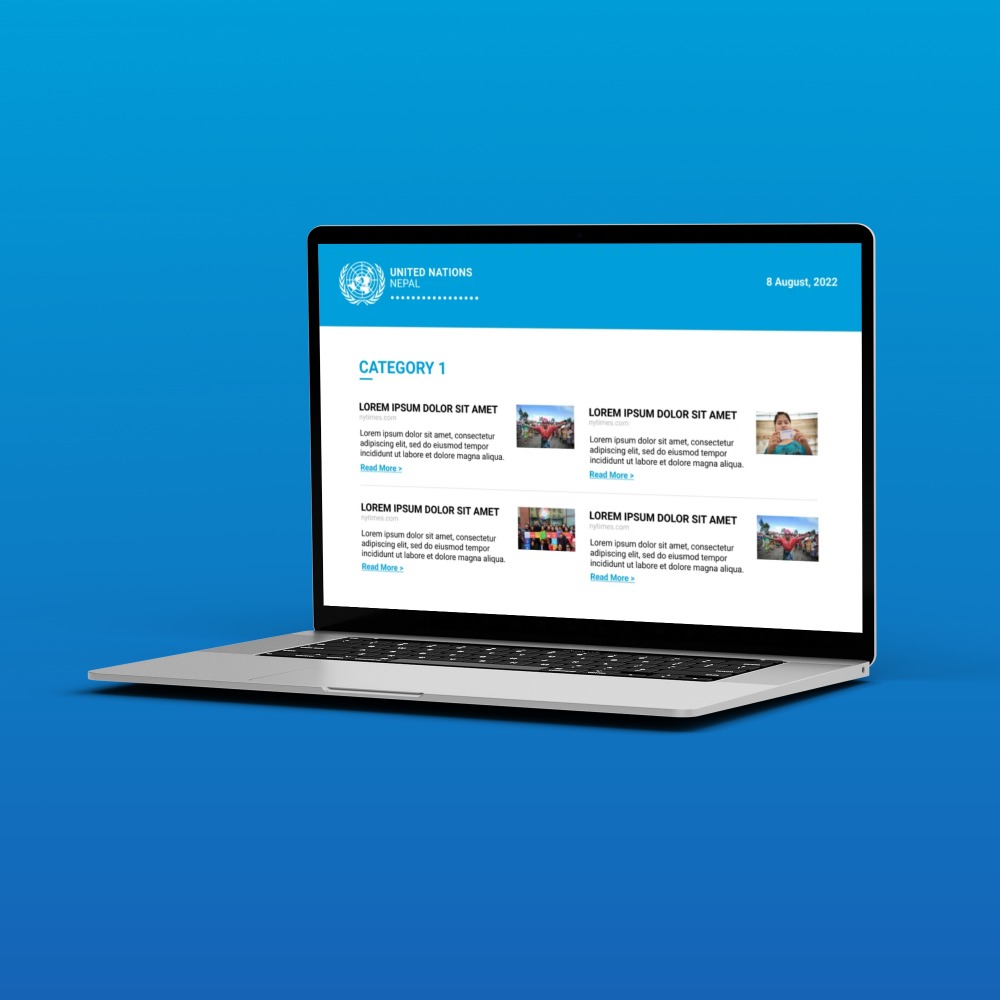 UNITED NATIONS
NEPAL
8 August, 2022
CATEGORY 1
LOREM IPSUM DOLOR SIT AMET
nytimes.com
Lorem ipsum dolor sit amet, consectetur
adipiscing elit, sed do eiusmod tempor
incididunt ut labore et dolore magna aliqua.
Read More >
LOREM IPSUM DOLOR SIT AMET
nytimes.com
Lorem ipsum dolor sit amet, consectetur
adipiscing elit, sed do eiusmod tempor
incididunt ut labore et dolore magna aliqua.
Read More >
LOREM IPSUM DOLOR SIT AMET
nytimes.com
Lorem ipsum dolor sit amet, consectetur
adipiscing elit, sed do eiusmod tempor
incididunt ut labore et dolore magna aliqua.
Read More >
LOREM IPSUM DOLOR SIT AMET
nytimes.com
Lorem ipsum dolor sit amet, consectetur
adipiscing elit, sed do eiusmod tempor
incididunt ut labore et dolore magna aliqua.
Read More >